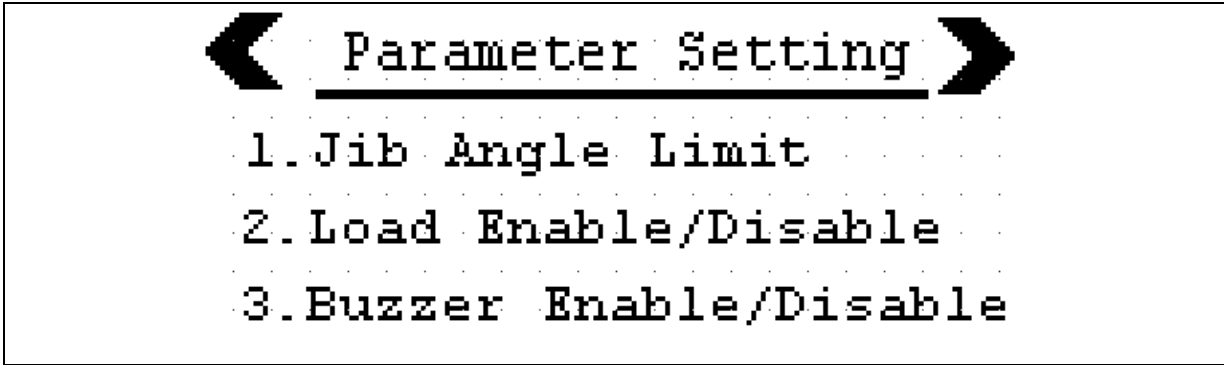 Parameter Setting
1.Jib Angle Limit
2.Load Enable/Disable
3.Buzzer Enable/Disable